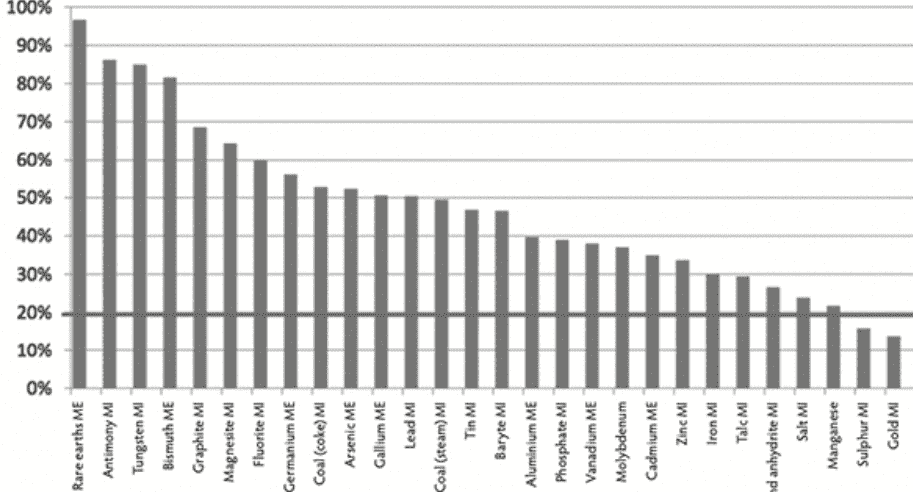 100%
90%
80%
70%
60%
50%
40%
30%
20%
10%
0%
Rare earths ME
Antimony MI
Tungsten MI
Bismuth ME
Graphite MI
Magnesite MI
Fluorite MI
Germanium ME
Coal (coke) MI
Arsenic ME
Gallium ME
Lead MI
Coal (steam) MI
Tin MI
Baryte MI
Aluminium ME
Phosphate MI
Vanadium ME
Molybdenum
Cadmium ME
Zinc MI
Iron MI
Talc MI
nd anhydrite MI
Salt MI
Manganese
Sulphur MI
Gold MI